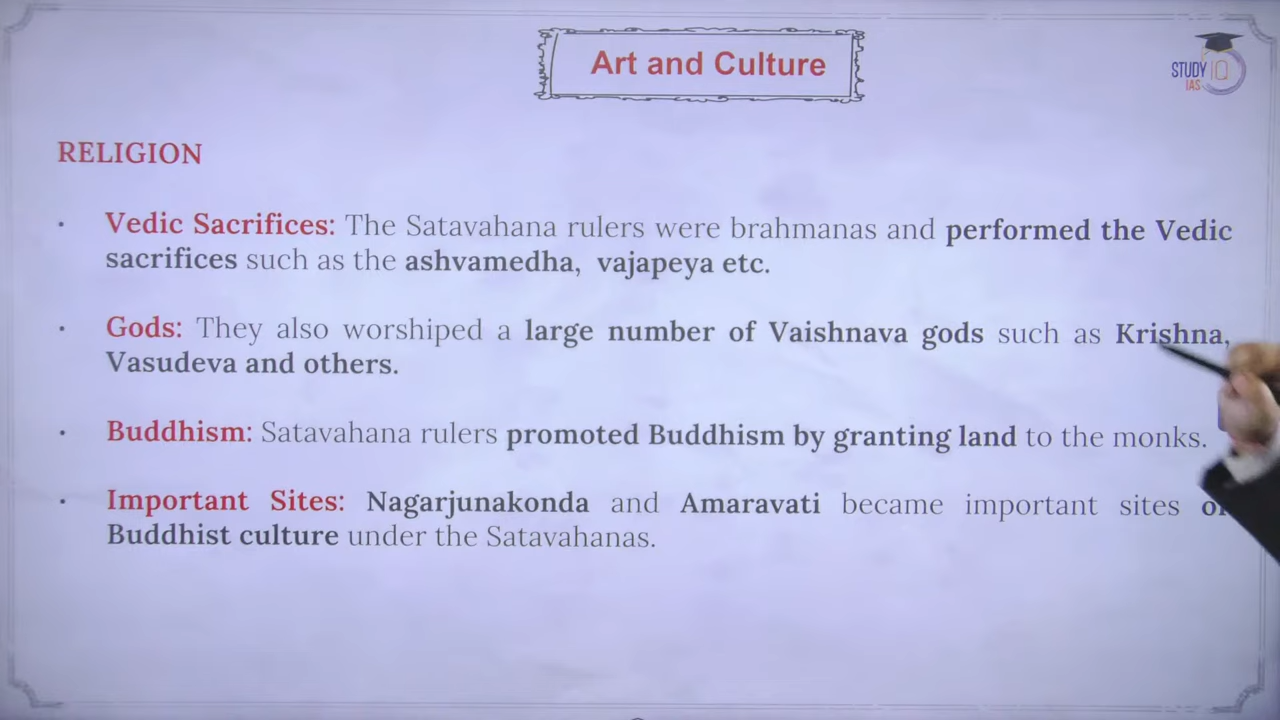 Art and Culture
STUDY IQ
IAS
RELIGION
· Vedic Sacrifices: The Satavahana rulers were brahmanas and performed the Vedic
sacrifices such as the ashvamedha, vajapeya etc.
· Gods: They also worshiped a large number of Vaishnava gods such as Krishna,
Vasudeva and others.
· Buddhism: Satavahana rulers promoted Buddhism by granting land to the monks.
· Important Sites: Nagarjunakonda and Amaravati became important sites
Buddhist culture under the Satavahanas.